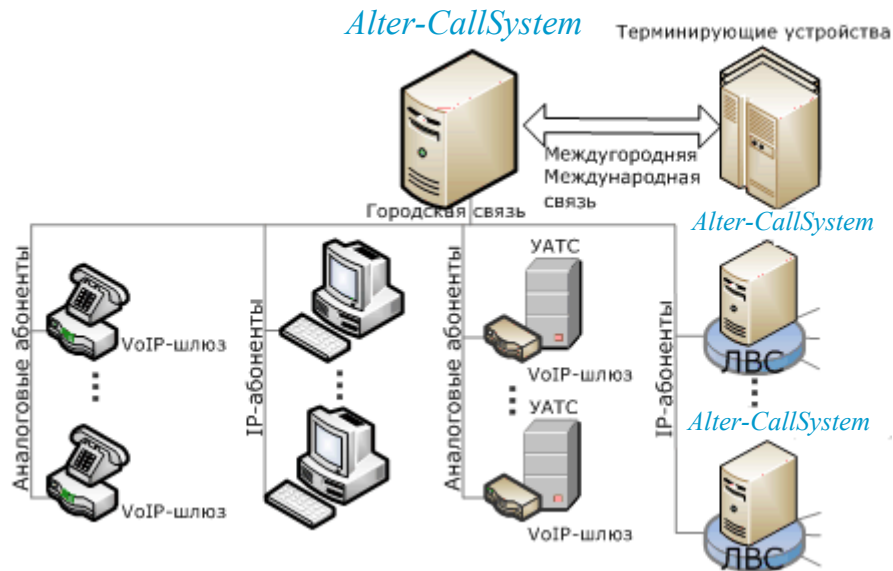 Alter-CallSystem
Терминирующие устройства
Междугородняя
Международная
связь
Городская связь
Alter-CallSystem
Аналоговые абоненты
VoIP-шлюз
VoIP-шлюз
IP-абоненты
Аналоговые абоненты
УАТС
VoIP-шлюз
УАТС
VoIP-шлюз
IP-абоненты
ЛВС
Alter-CallSystem
ЛВС